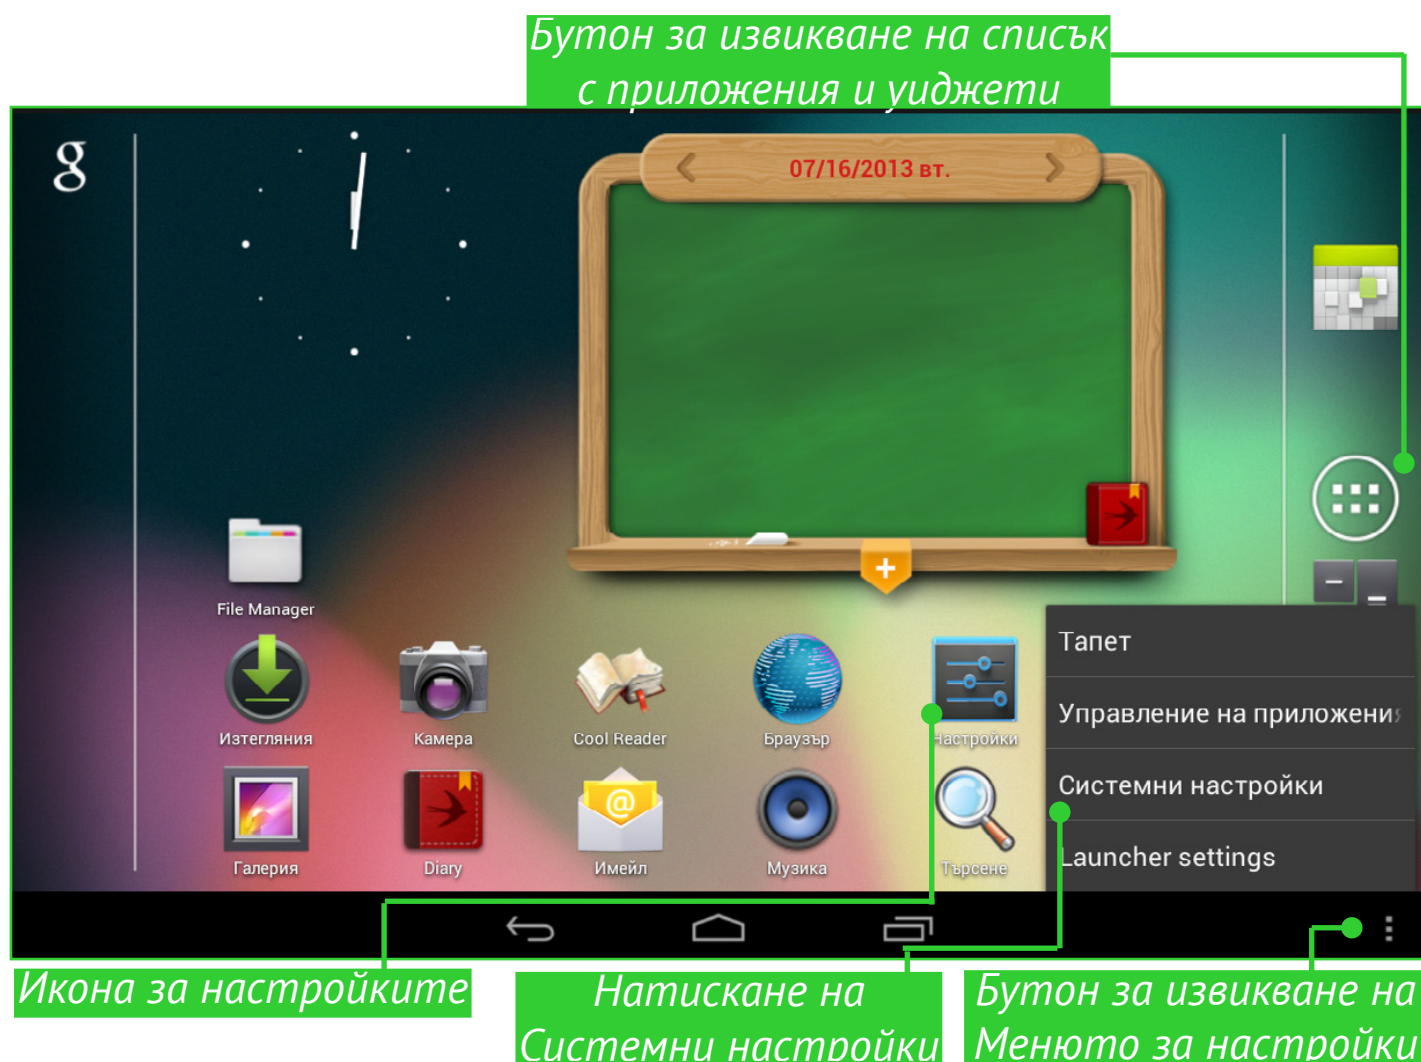 Бутон за извикване на списък
с приложения и уиджети
g
07/16/2013 вт.
File Manager
Тапет
Управление на приложения
Изтегляния
Камера
Cool Reader
Браузър
Настройки
Системни настройки
Launcher settings
Галерия
Diary
Имейл
Музика
Търсене
Икона за настройките
Натискане на
Системни настройки
Бутон за извикване на
Менюто за настройки